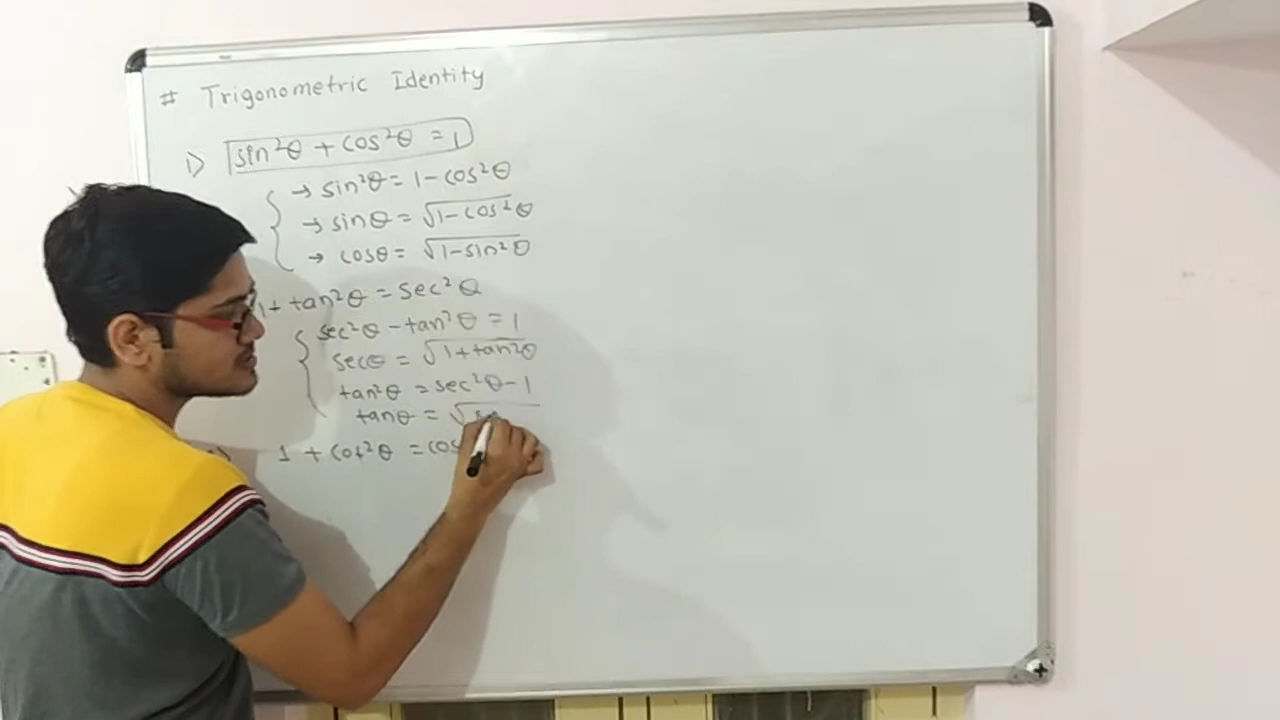 # Trigonometric Identity
1) sin²θ + cos²θ = 1
→ sin²θ = 1 - cos²θ
→ sinθ = √1 - cos²θ
→ cosθ = √1 - sin²θ
1 + tan²θ = sec²θ
sec²θ - tan²θ = 1
secθ = √1 + tan²θ
tan²θ = sec²θ - 1
tanθ = √
1 + cot²θ = cos